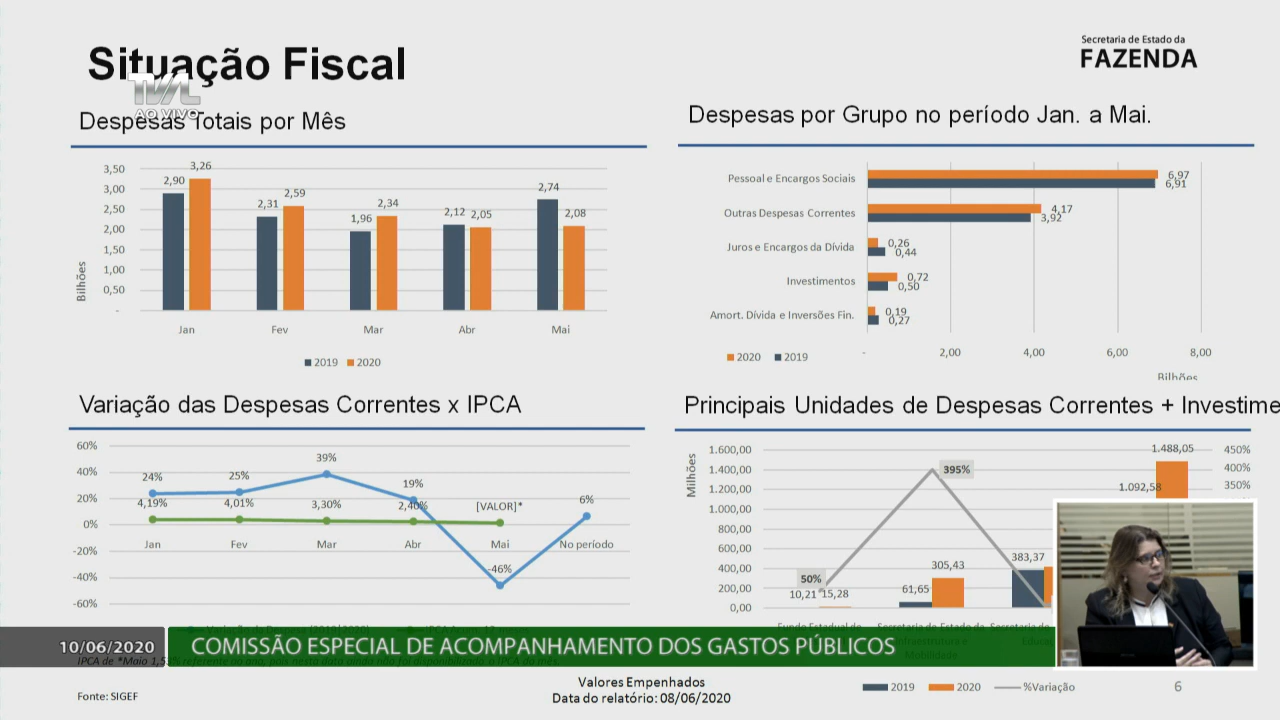 Situação Fiscal
Secretaria de Estado da
FAZENDA
TVAL
AO VIVO
Despesas Totais por Mês
3,50
3,00
2,50
2,00
1,50
1,00
0,50
-
Bilhões
2,90
3,26
2,31
2,59
1,96
2,34
2,12
2,05
2,74
2,08
Jan
Fev
Mar
Abr
Mai
2019
2020
Despesas por Grupo no período Jan. a Mai.
Pessoal e Encargos Sociais
6,97
6,91
Outras Despesas Correntes
4,17
3,92
Juros e Encargos da Dívida
0,26
0,44
Investimentos
0,72
0,50
Amort. Dívida e Inversões Fin.
0,19
0,27
2020
2019
-
2,00
4,00
6,00
8,00
Bilhões
Variação das Despesas Correntes x IPCA
60%
40%
20%
0%
-20%
-40%
-60%
24%
25%
39%
19%
-46%
6%
4,19%
4,01%
3,30%
2,40%
[VALOR]*
Jan
Fev
Mar
Abr
Mai
No período
Principais Unidades de Despesas Correntes + Investime
Milhões
1.600,00
1.400,00
1.200,00
1.000,00
800,00
600,00
400,00
200,00
0,00
450%
400%
350%
50%
395%
10,21
15,28
61,65
305,43
383,37
1.092,58
1.488,05
Mobilidade
10/06/2020
COMISSÃO ESPECIAL DE ACOMPANHAMENTO DOS GASTOS PÚBLICOS
Fonte: SIGEF
Valores Empenhados
Data do relatório: 08/06/2020
2019
2020
%Variação
6